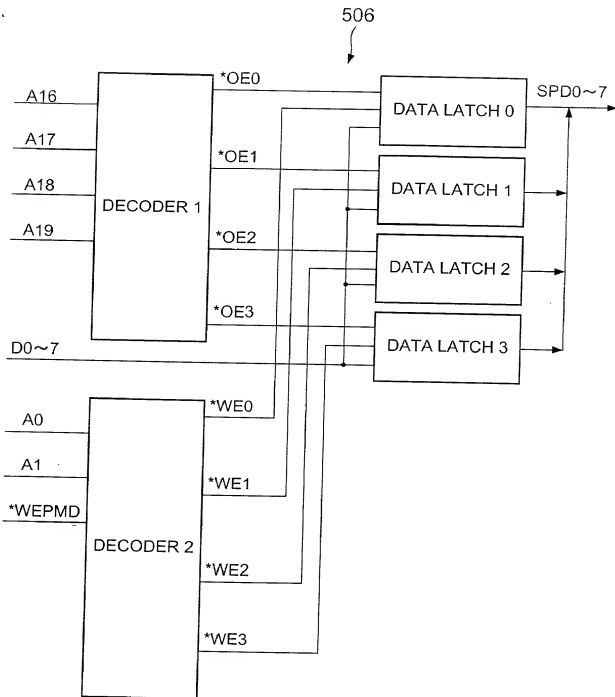 506
*OE0
SPD0~7
A16
DATA LATCH 0
A17
*OE1
DATA LATCH 1
A18
DECODER 1
A19
*OE2
DATA LATCH 2
*OE3
DATA LATCH 3
D0~7
*WE0
A0
A1
*WE1
*WEPMD
DECODER 2
*WE2
*WE3